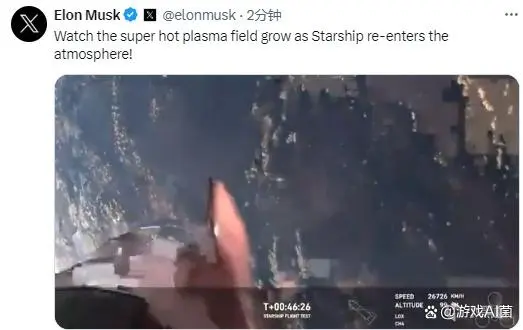 Elon Musk @elonmusk · 2分钟
Watch the super hot plasma field grow as Starship re-enters the
atmosphere!
T+00:46:26
STARSHIP FLIGHT TEST
SPEED 26726 KM/H
ALTITUDE
LOX
CH4
@游戏AI菌